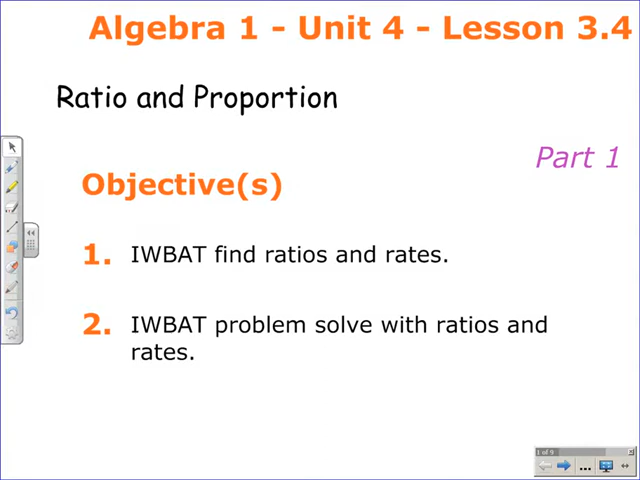 Algebra 1 - Unit 4 - Lesson 3.4
Ratio and Proportion
Part 1
Objective(s)
1. IWBAT find ratios and rates.
2. IWBAT problem solve with ratios and
rates.
1 of 9
...